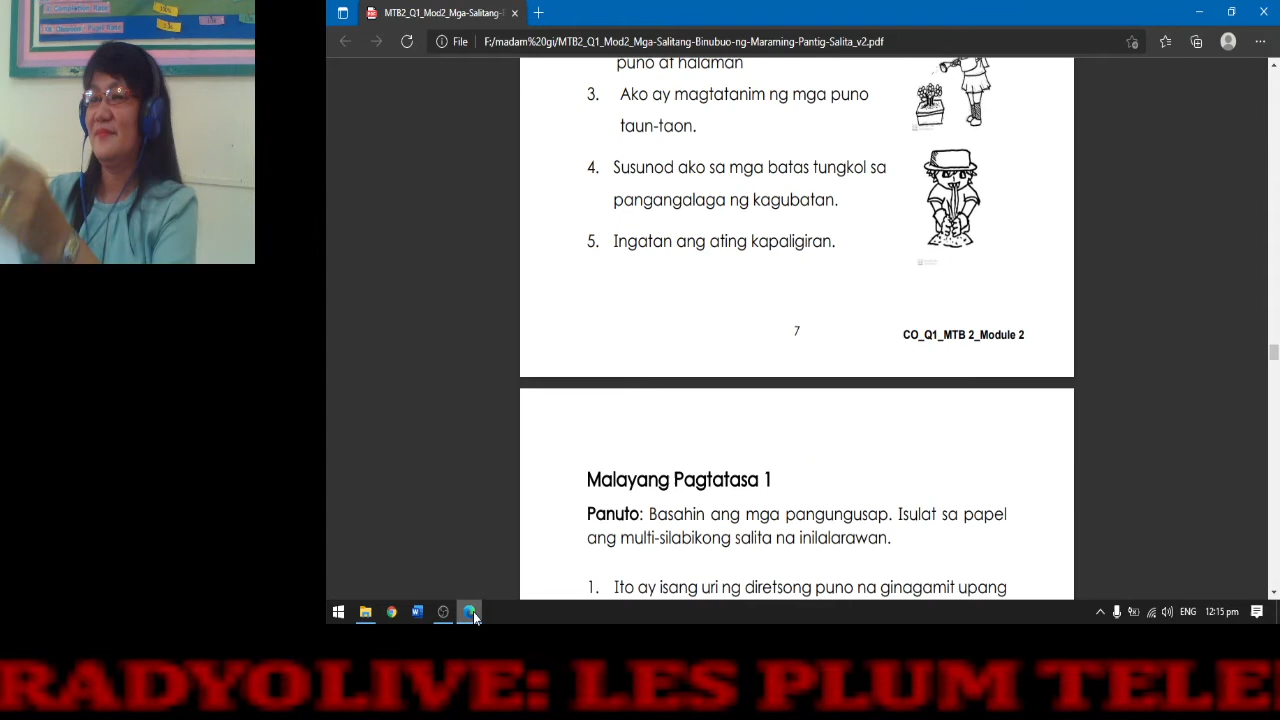 MTB2_Q1_Mod2_Mga-Salitang-
File
F:/madam%20gi/MTB2_Q1_Mod2_Mga-Salitang-Binubuo-ng-Maraming-Pantig-Salita_v2.pdf
puno at halaman
3. Ako ay magtatanim ng mga puno
taun-taon.
4. Susunod ako sa mga batas tungkol sa
pangangalaga ng kagubatan.
5. Ingatan ang ating kapaligiran.
7
CO_Q1_MTB 2_Module 2
Malayang Pagtatasa 1
Panuto: Basahin ang mga pangungusap. Isulat sa papel
ang multi-silabikong salita na inilalarawan.
1. Ito ay isang uri ng diretsong puno na ginagamit upang
ENG
12:15 pm
RADYOLIVE: LES PLUM TELE